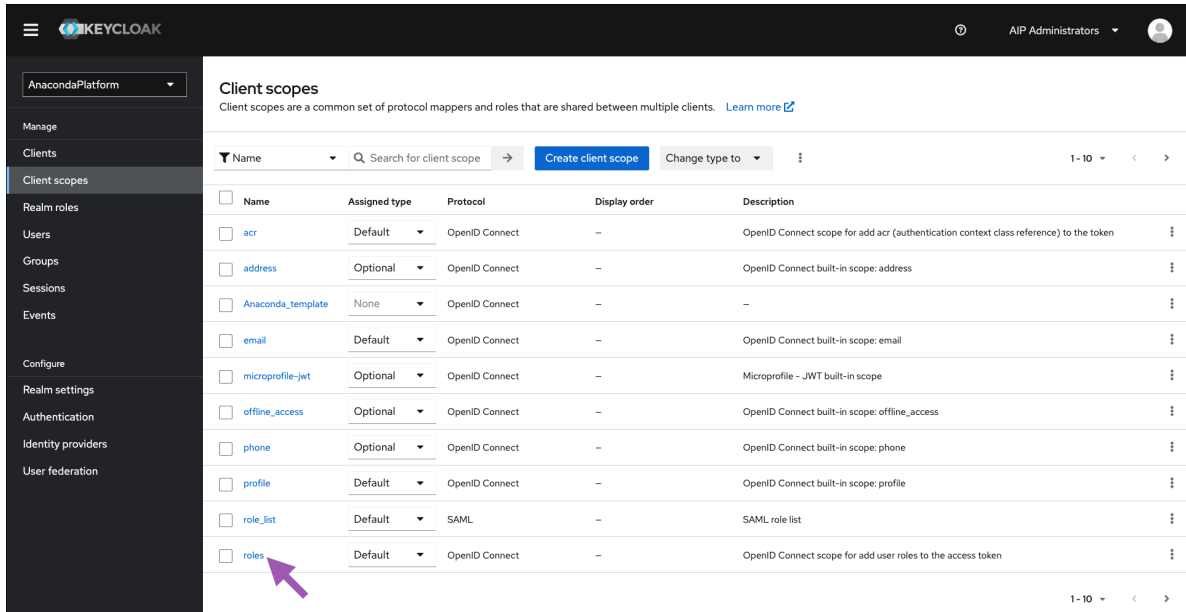 KEYCLOAK
AIP Administrators
AnacondaPlatform
Manage
Clients
Client scopes
Realm roles
Users
Groups
Sessions
Events
Configure
Realm settings
Authentication
Identity providers
User federation
Client scopes
Client scopes are a common set of protocol mappers and roles that are shared between multiple clients. Learn more
Name Search for client scope Create client scope Change type to 1 - 10
Name Assigned type Protocol Display order Description
acr Default OpenID Connect – OpenID Connect scope for add acr (authentication context class reference) to the token
address Optional OpenID Connect – OpenID Connect built-in scope: address
Anaconda_template None OpenID Connect – –
email Default OpenID Connect – OpenID Connect built-in scope: email
microprofile-jwt Optional OpenID Connect – Microprofile - JWT built-in scope
offline_access Optional OpenID Connect – OpenID Connect built-in scope: offline_access
phone Optional OpenID Connect – OpenID Connect built-in scope: phone
profile Default OpenID Connect – OpenID Connect built-in scope: profile
role_list Default SAML – SAML role list
roles Default OpenID Connect – OpenID Connect scope for add user roles to the access token
1 - 10